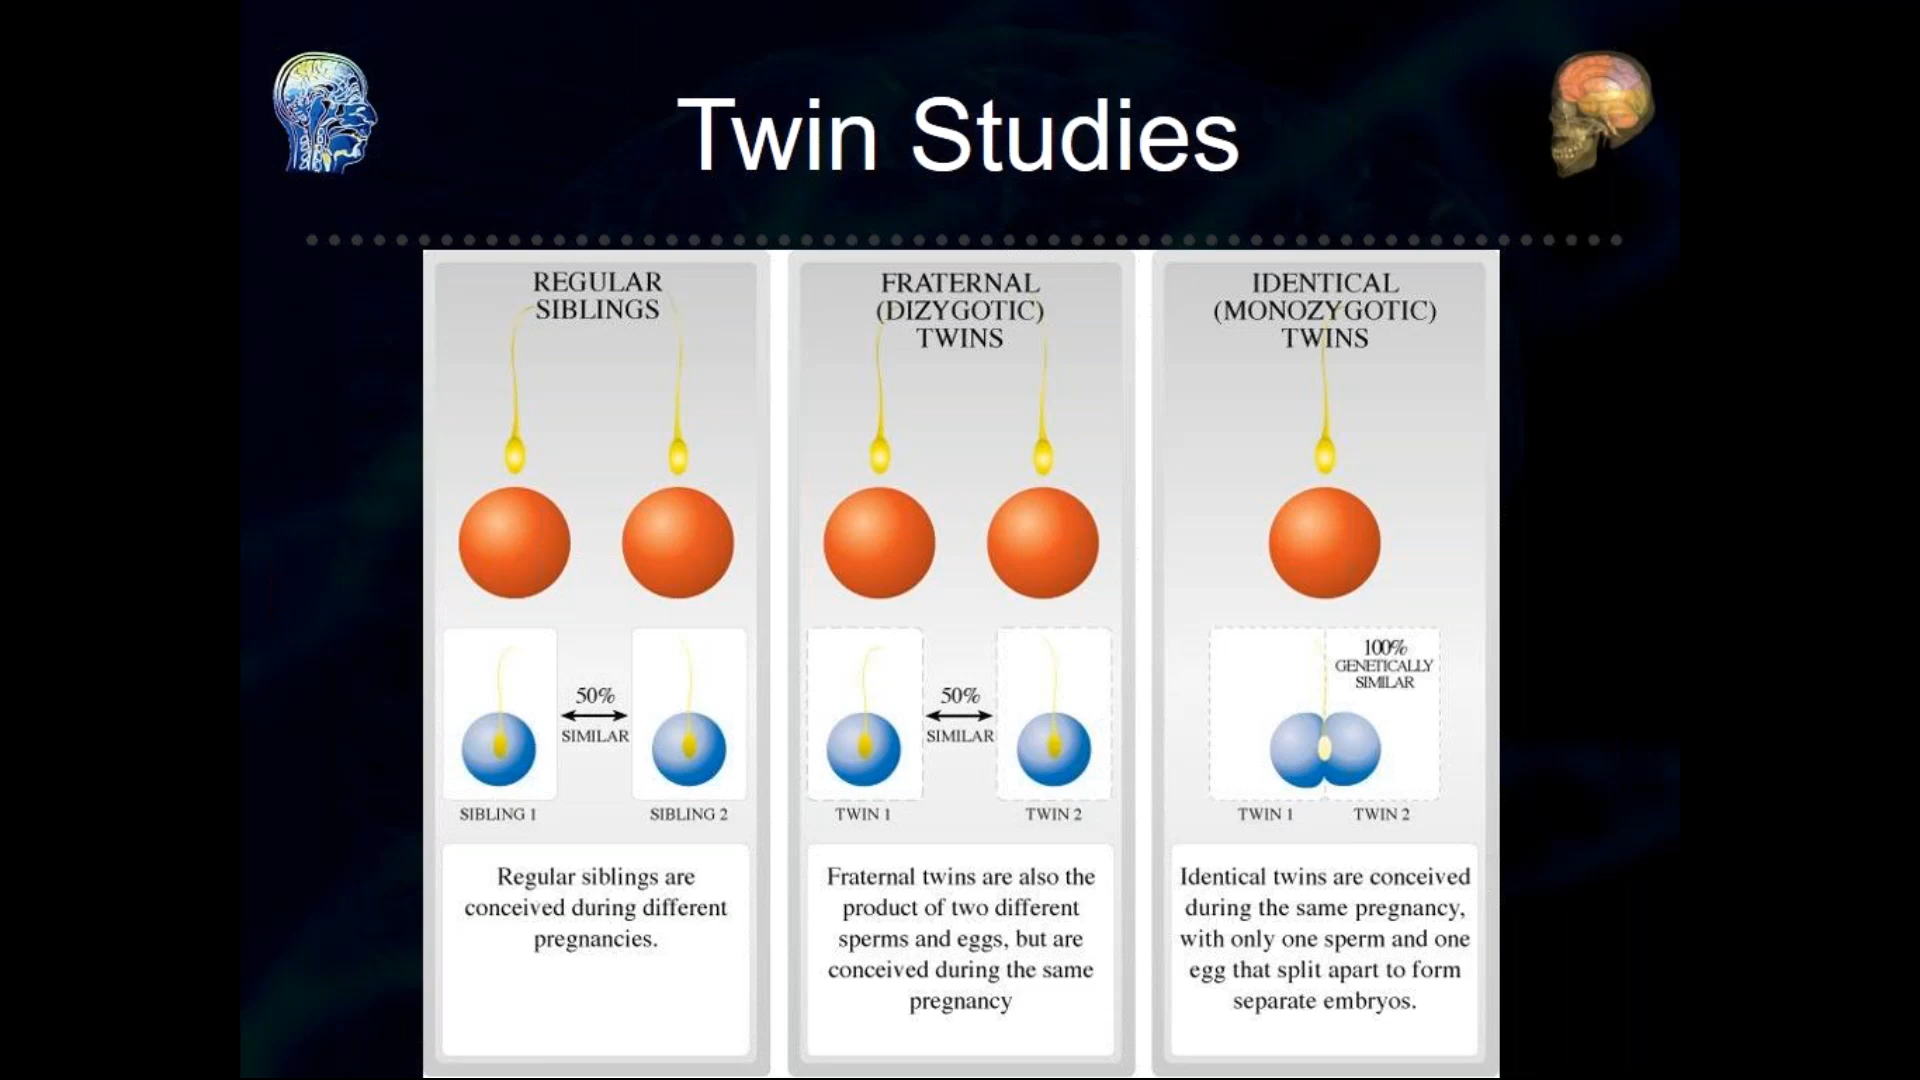 Twin Studies
REGULAR
SIBLINGS
50%
SIMILAR
SIBLING 1
SIBLING 2
Regular siblings are
conceived during different
pregnancies.
FRATERNAL
(DIZYGOTIC)
TWINS
50%
SIMILAR
TWIN 1
TWIN 2
Fraternal twins are also the
product of two different
sperms and eggs, but are
conceived during the same
pregnancy
IDENTICAL
(MONOZYGOTIC)
TWINS
100%
GENETICALLY
SIMILAR
TWIN 1
TWIN 2
Identical twins are conceived
during the same pregnancy,
with only one sperm and one
egg that split apart to form
separate embryos.